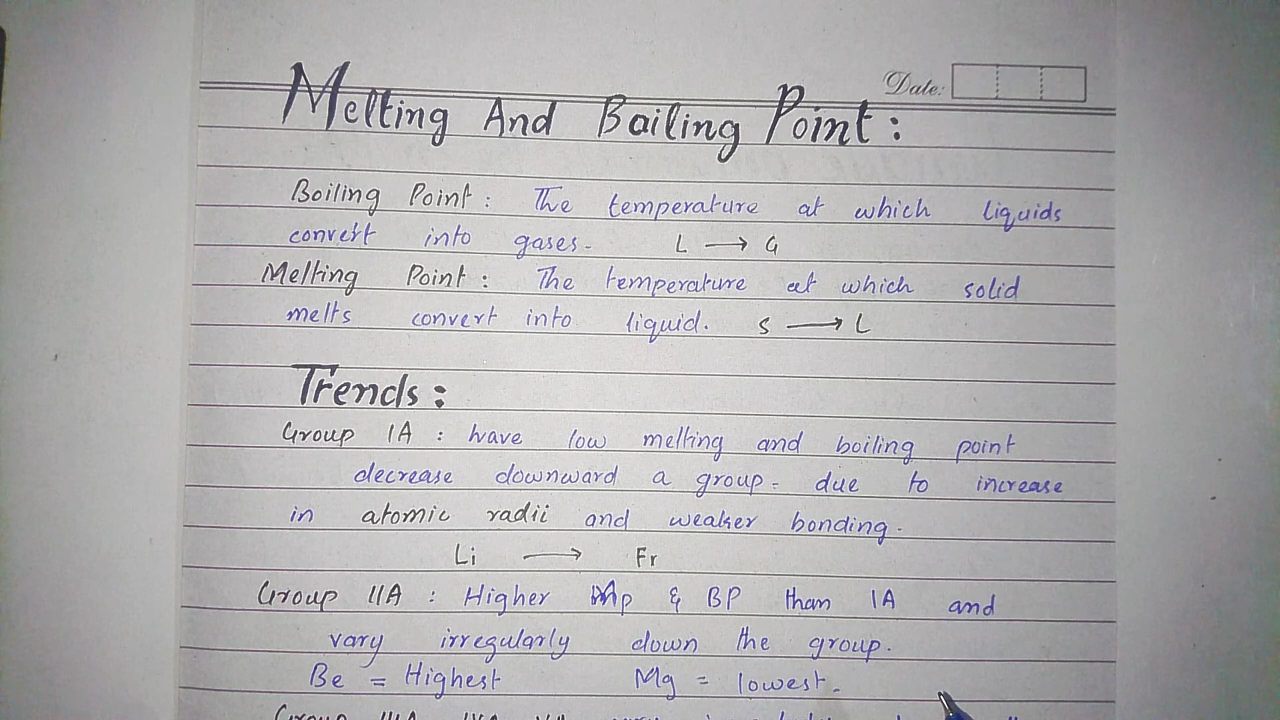 Date:
Melting And Boiling Point:
Boiling Point: The temperature at which liquids
convert into gases. L → G
Melting Point: The temperature at which solid
melts convert into liquid. S → L
Trends:
Group IA: have low melting and boiling point
decrease downward a group. due to increase
in atomic radii and weaker bonding.
Li → Fr
Group IIA: Higher Mp & BP than IA and
vary irregularly down the group.
Be = Highest Mg = lowest.
Group IIIA